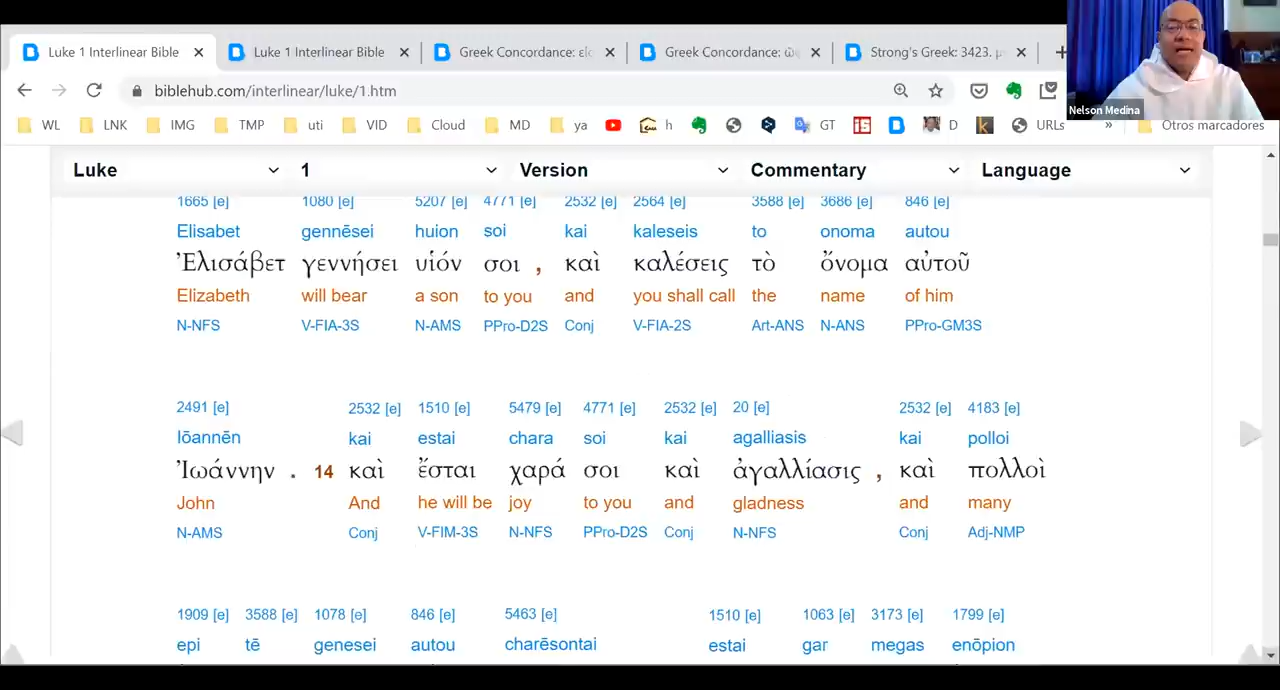 Luke 1 Interlinear Bible
Luke 1 Interlinear Bible
Greek Concordance:
Greek Concordance:
Strong's Greek: 3423.
Nelson Medina
biblehub.com/interlinear/luke/1.htm
WL LNK IMG TMP uti VID Cloud MD ya h GT D URLs » Otros marcadores
Luke 1 Version Commentary Language
1665 [e] 1080 [e] 5207 [e] 4771 [e] 2532 [e] 2564 [e] 3588 [e] 3686 [e] 846 [e]
Elisabet gennēsei huion soi kai kaleseis to onoma autou
Ἐλισάβετ γεννήσει υἱόν σοι , καὶ καλέσεις τὸ ὄνομα αὐτοῦ
Elizabeth will bear a son to you and you shall call the name of him
N-NFS V-FIA-3S N-AMS PPro-D2S Conj V-FIA-2S Art-ANS N-ANS PPro-GM3S
2491 [e] 2532 [e] 1510 [e] 5479 [e] 4771 [e] 2532 [e] 20 [e] 2532 [e] 4183 [e]
Iōannēn kai estai chara soi kai agalliasis kai polloi
Ἰωάννην . 14 καὶ ἔσται χαρά σοι καὶ ἀγαλλίασις , καὶ πολλοὶ
John And he will be joy to you and gladness and many
N-AMS Conj V-FIM-3S N-NFS PPro-D2S Conj N-NFS Conj Adj-NMP
1909 [e] 3588 [e] 1078 [e] 846 [e] 5463 [e] 1510 [e] 1063 [e] 3173 [e] 1799 [e]
epi tē genesei autou charēsontai estai gar megas enōpion